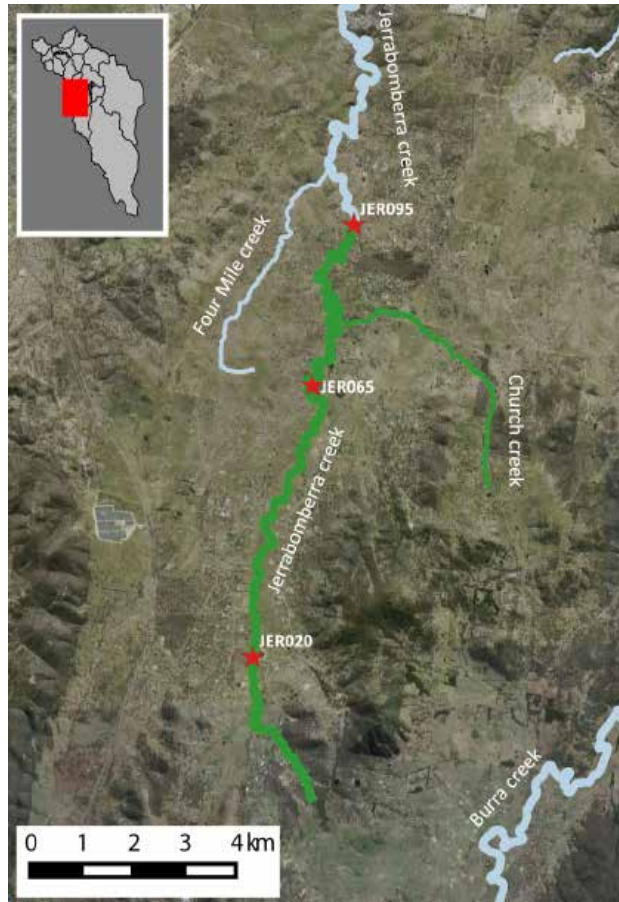 Jerrabomberra creek
JER095
Four Mile creek
JER065
Church creek
Jerrabomberra creek
JER020
Burra creek
0 1 2 3 4 km